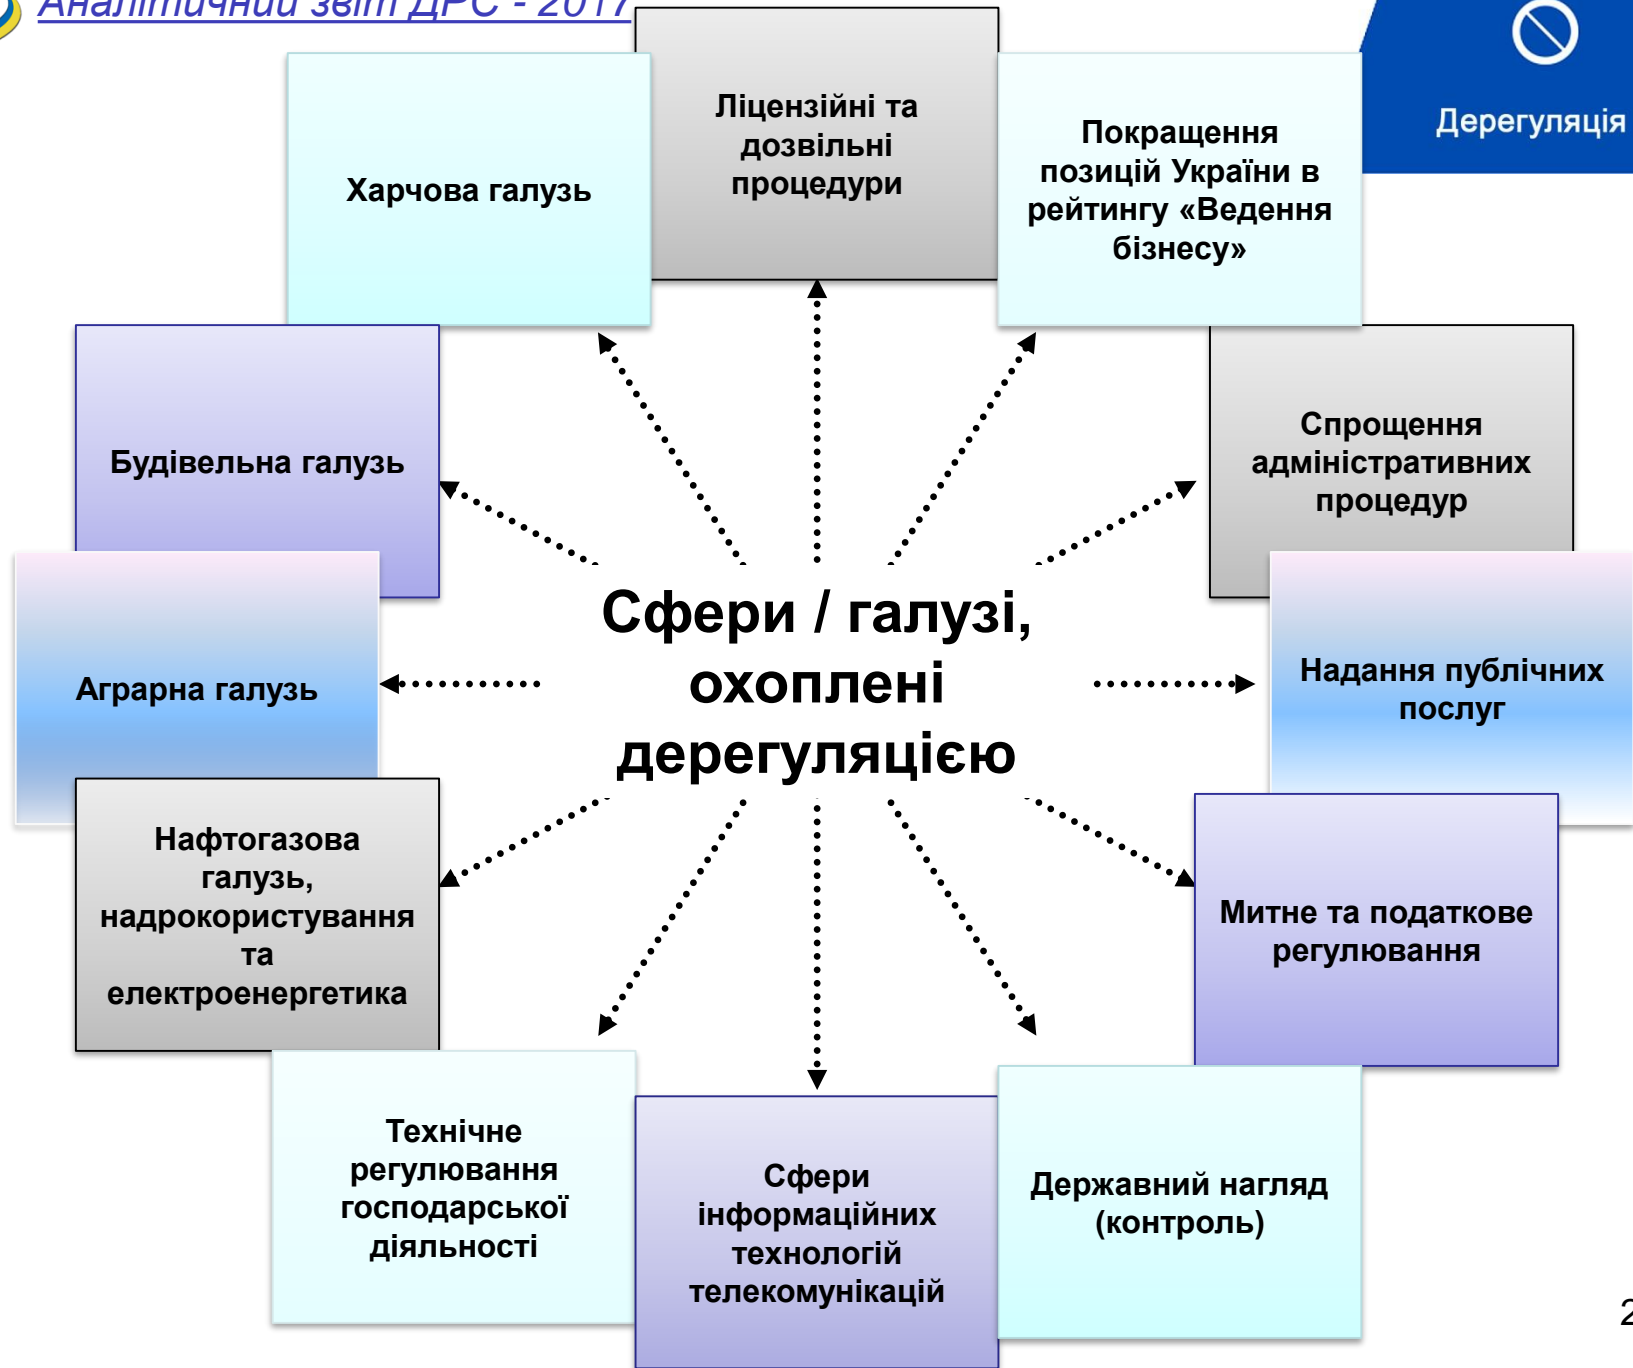 Аналітичний звіт ДРС - 2017
Дерегуляція
Ліцензійні та
дозвільні
процедури
Харчова галузь
Покращення
позицій України в
рейтингу «Ведення
бізнесу»
Будівельна галузь
Спрощення
адміністративних
процедур
Сфери / галузі,
охоплені
дерегуляцією
Аграрна галузь
Надання публічних
послуг
Нафтогазова
галузь,
надрокористування
та
електроенергетика
Митне та податкове
регулювання
Технічне
регулювання
господарської
діяльності
Сфери
інформаційних
технологій
телекомунікацій
Державний нагляд
(контроль)
2